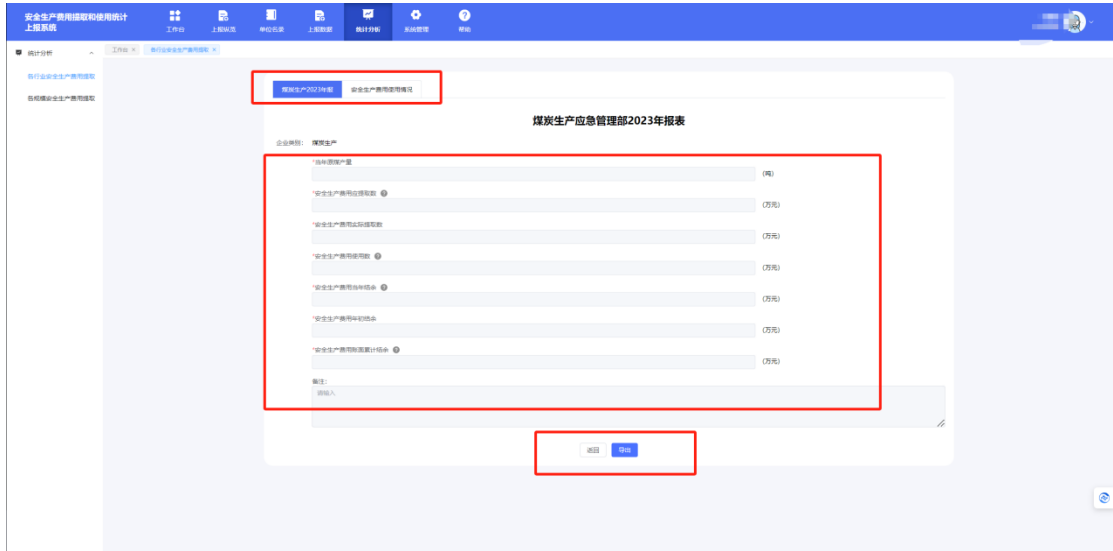 安全生产费用提取和使用统计
上报系统
工作台
上报状态
单位名录
上报数据
统计分析
系统管理
帮助
统计分析
工作台 ×
各行业安全生产费用提取 ×
各行业安全生产费用提取
各规模安全生产费用提取
煤炭生产2023年报
安全生产费用使用情况
煤炭生产应急管理部2023年报表
企业类别： 煤炭生产
*当年原煤产量
(吨)
*安全生产费用应提取数
(万元)
*安全生产费用实际提取数
(万元)
*安全生产费用使用数
(万元)
*安全生产费用当年结余
(万元)
*安全生产费用年初结余
(万元)
*安全生产费用账面累计结余
(万元)
备注：
请输入
返回
导出